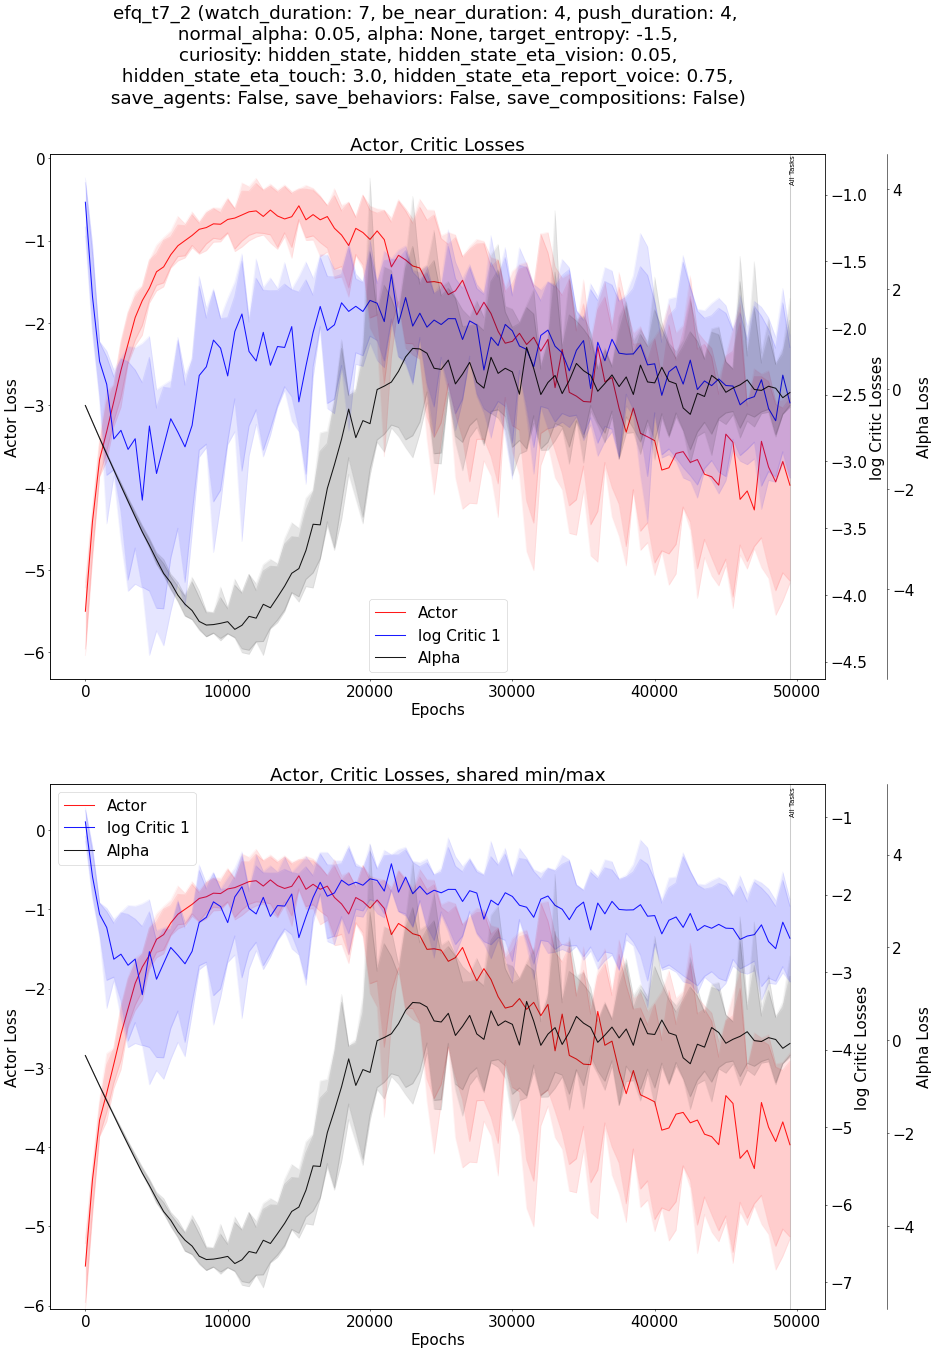 efq_t7_2 (watch_duration: 7, be_near_duration: 4, push_duration: 4,
normal_alpha: 0.05, alpha: None, target_entropy: -1.5,
curiosity: hidden_state, hidden_state_eta_vision: 0.05,
hidden_state_eta_touch: 3.0, hidden_state_eta_report_voice: 0.75,
save_agents: False, save_behaviors: False, save_compositions: False)
Actor, Critic Losses
All Tasks
0
−1
−2
−3
−4
−5
−6
Actor Loss
−1.0
−1.5
−2.0
−2.5
−3.0
−3.5
−4.0
−4.5
log Critic Losses
4
2
0
−2
−4
Alpha Loss
Actor
log Critic 1
Alpha
0
10000
20000
30000
40000
50000
Epochs
Actor, Critic Losses, shared min/max
All Tasks
Actor
log Critic 1
Alpha
0
−1
−2
−3
−4
−5
−6
Actor Loss
−1
−2
−3
−4
−5
−6
−7
log Critic Losses
4
2
0
−2
−4
Alpha Loss
0
10000
20000
30000
40000
50000
Epochs